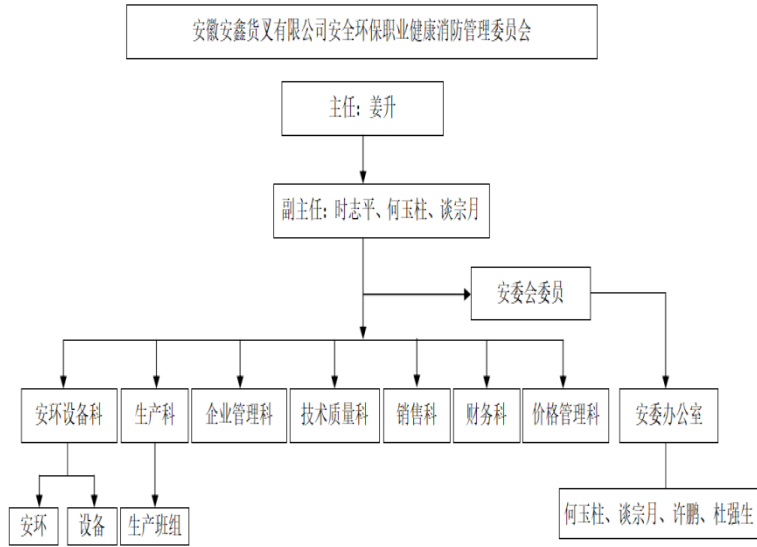 安徽安鑫货叉有限公司安全环保职业健康消防管理委员会
主任：姜升
副主任：时志平、何玉柱、谈宗月
安委会委员
安环设备科
生产科
企业管理科
技术质量科
销售科
财务科
价格管理科
安委办公室
安环
设备
生产班组
何玉柱、谈宗月、许鹏、杜强生